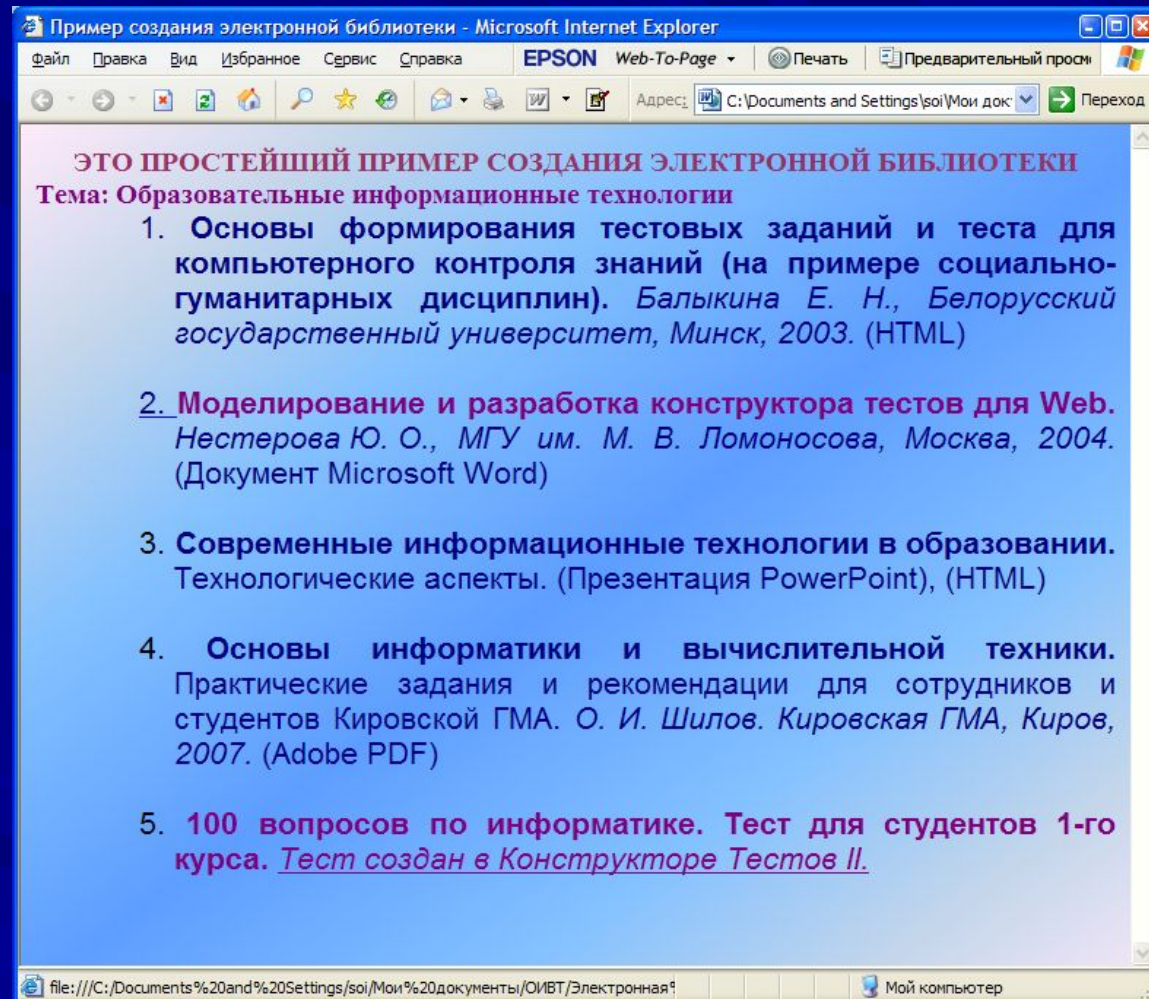 Пример создания электронной библиотеки - Microsoft Internet Explorer
Файл Правка Вид Избранное Сервис Справка EPSON Web-To-Page Печать Предварительный
Адрес: C:\Documents and Settings\soi\Мои док Переход
ЭТО ПРОСТЕЙШИЙ ПРИМЕР СОЗДАНИЯ ЭЛЕКТРОННОЙ БИБЛИОТЕКИ
Тема: Образовательные информационные технологии
1. Основы формирования тестовых заданий и теста для
компьютерного контроля знаний (на примере социально-
гуманитарных дисциплин). Балыкина Е. Н., Белорусский
государственный университет, Минск, 2003. (HTML)
2. Моделирование и разработка конструктора тестов для Web.
Нестерова Ю. О., МГУ им. М. В. Ломоносова, Москва, 2004.
(Документ Microsoft Word)
3. Современные информационные технологии в образовании.
Технологические аспекты. (Презентация PowerPoint), (HTML)
4. Основы информатики и вычислительной техники.
Практические задания и рекомендации для сотрудников и
студентов Кировской ГМА. О. И. Шилов. Кировская ГМА, Киров,
2007. (Adobe PDF)
5. 100 вопросов по информатике. Тест для студентов 1-го
курса. Тест создан в Конструкторе Тестов II.
file:///C:/Documents%20and%20Settings/soi/Мои%20документы/ОИВТ/Электронная% Мой компьютер